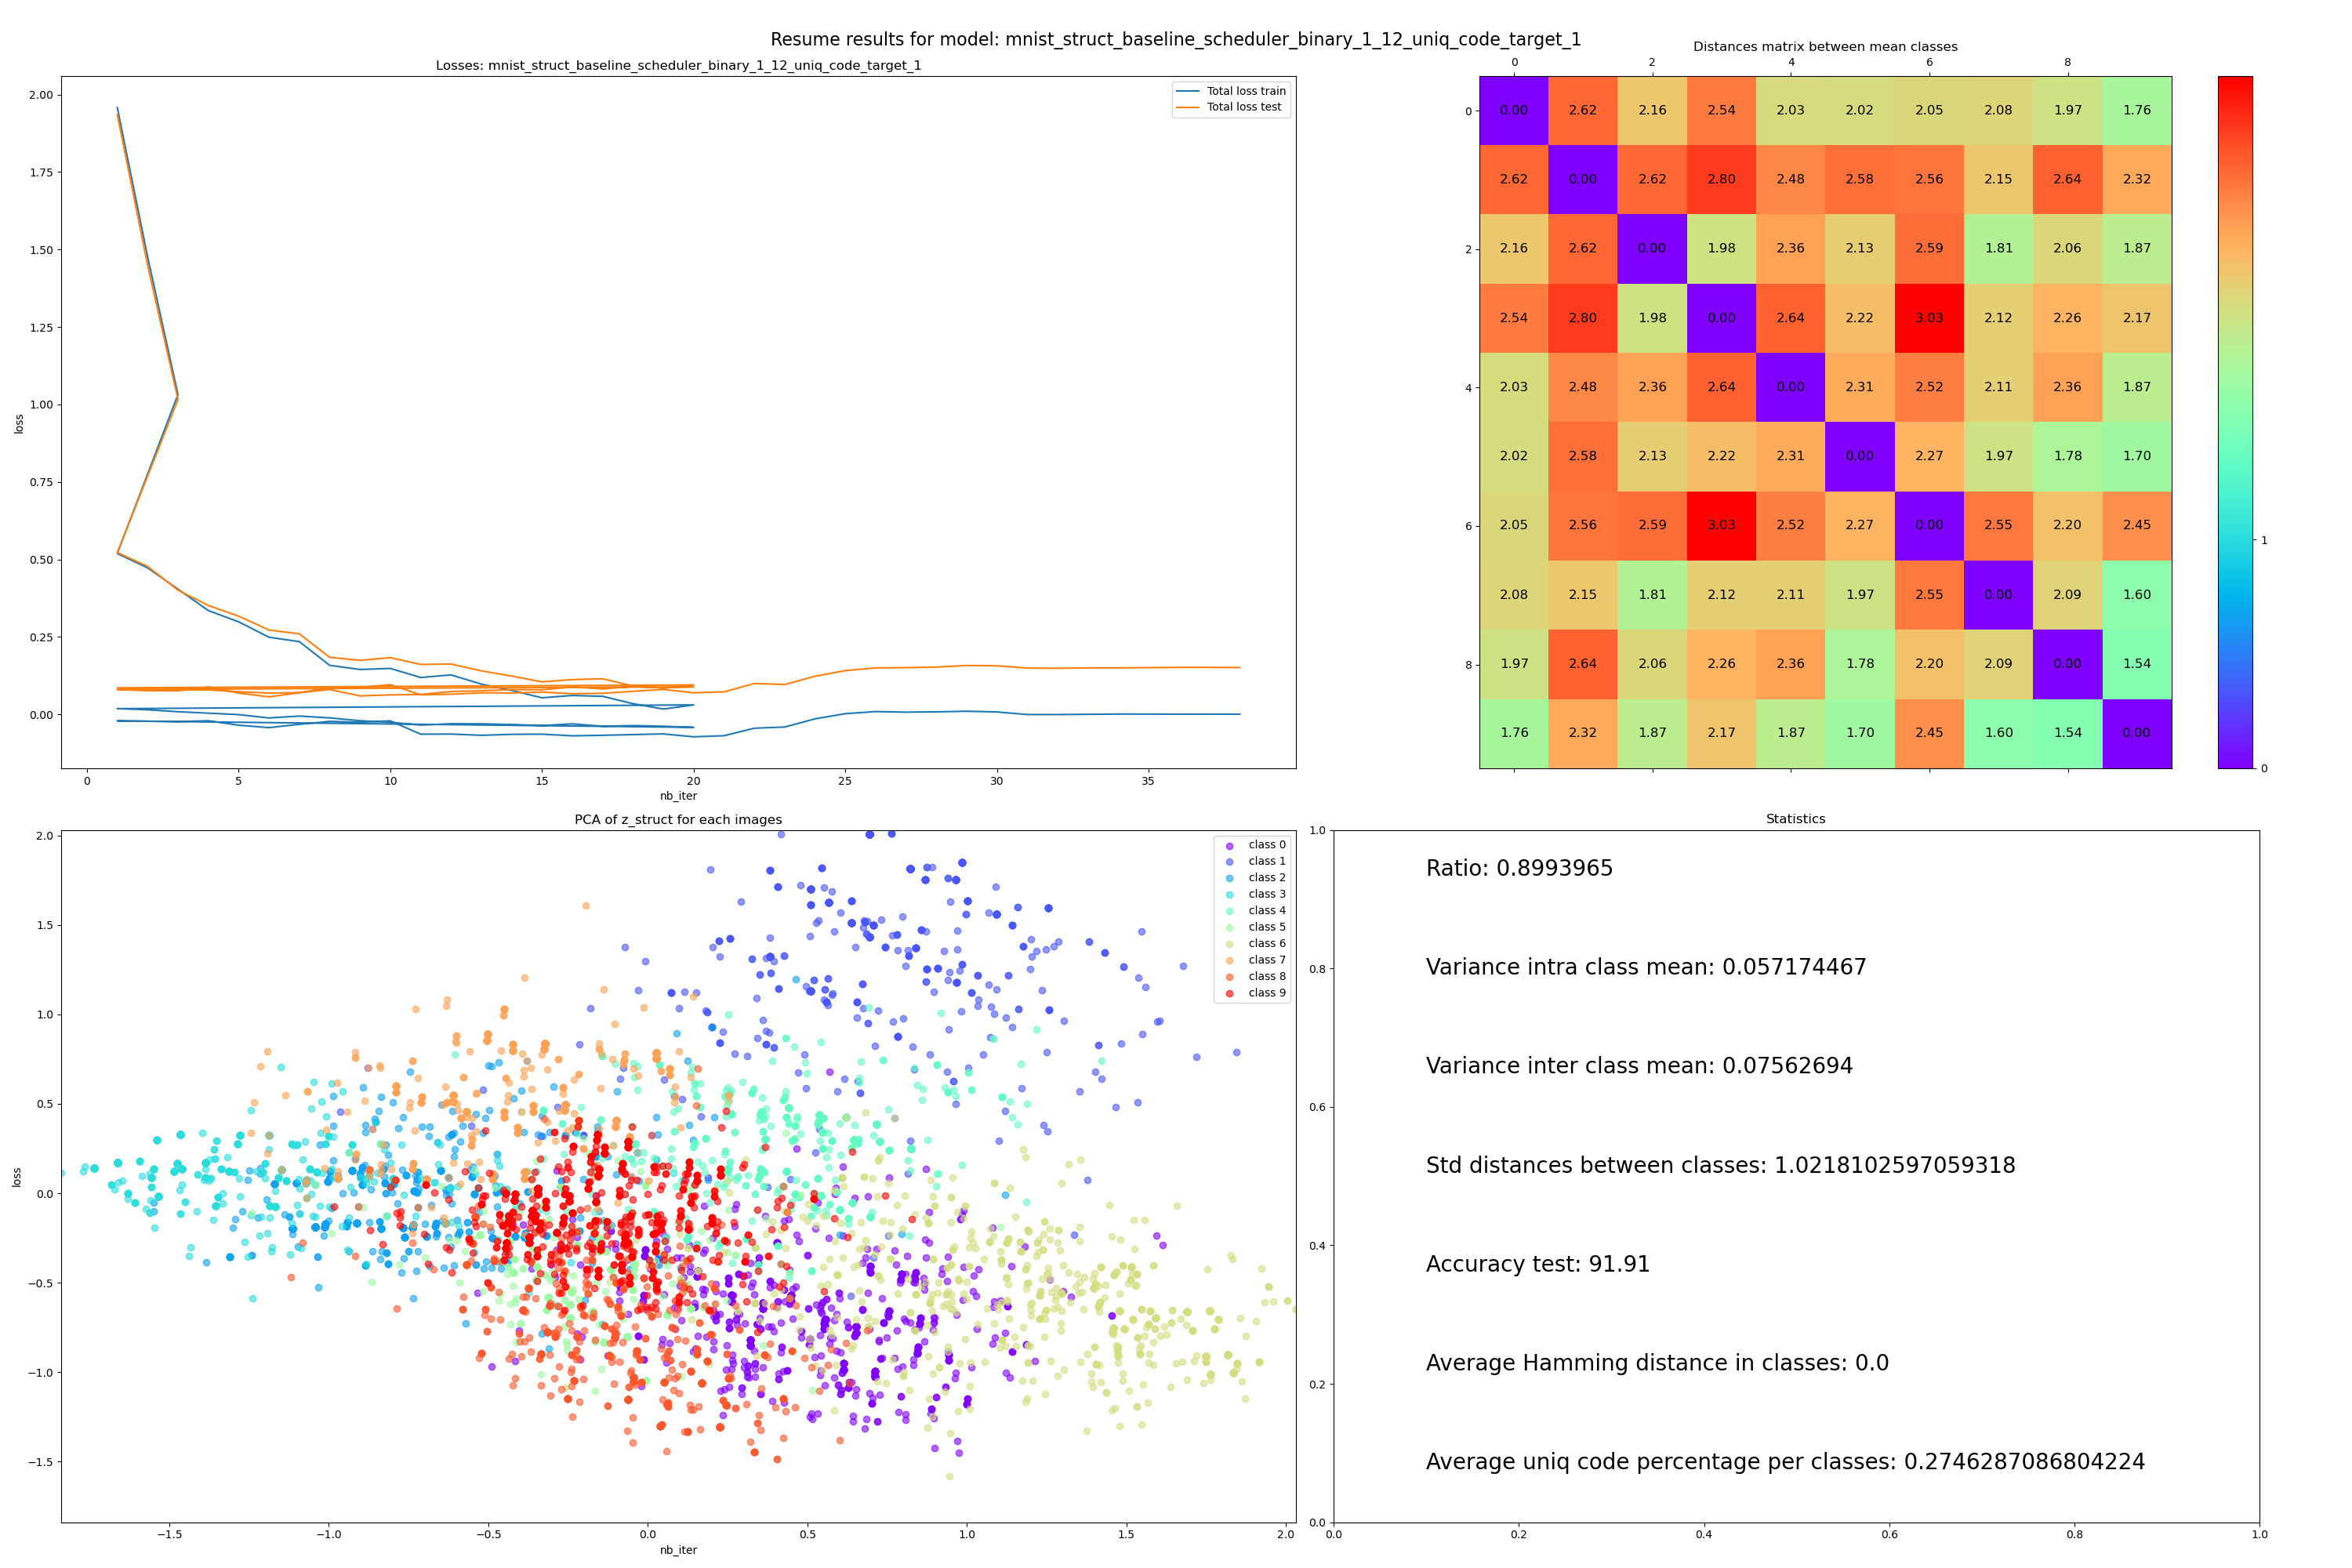 Resume results for model: mnist_struct_baseline_scheduler_binary_1_12_uniq_code_target_1
Losses: mnist_struct_baseline_scheduler_binary_1_12_uniq_code_target_1
Total loss train
Total loss test
2.00
1.75
1.50
1.25
1.00
0.75
0.50
0.25
0.00
loss
0 5 10 15 20 25 30 35
nb_iter
Distances matrix between mean classes
0 2 4 6 8
0 0.00 2.62 2.16 2.54 2.03 2.02 2.05 2.08 1.97 1.76
2.62 0.00 2.62 2.80 2.48 2.58 2.56 2.15 2.64 2.32
2 2.16 2.62 0.00 1.98 2.36 2.13 2.59 1.81 2.06 1.87
2.54 2.80 1.98 0.00 2.64 2.22 3.03 2.12 2.26 2.17
4 2.03 2.48 2.36 2.64 0.00 2.31 2.52 2.11 2.36 1.87
2.02 2.58 2.13 2.22 2.31 0.00 2.27 1.97 1.78 1.70
6 2.05 2.56 2.59 3.03 2.52 2.27 0.00 2.55 2.20 2.45
2.08 2.15 1.81 2.12 2.11 1.97 2.55 0.00 2.09 1.60
8 1.97 2.64 2.06 2.26 2.36 1.78 2.20 2.09 0.00 1.54
1.76 2.32 1.87 2.17 1.87 1.70 2.45 1.60 1.54 0.00
1
0
PCA of z_struct for each images
class 0
class 1
class 2
class 3
class 4
class 5
class 6
class 7
class 8
class 9
2.0
1.5
1.0
0.5
0.0
−0.5
−1.0
−1.5
loss
−1.5 −1.0 −0.5 0.0 0.5 1.0 1.5 2.0
nb_iter
Statistics
1.0
0.8
0.6
0.4
0.2
0.0
Ratio: 0.8993965
Variance intra class mean: 0.057174467
Variance inter class mean: 0.07562694
Std distances between classes: 1.0218102597059318
Accuracy test: 91.91
Average Hamming distance in classes: 0.0
Average uniq code percentage per classes: 0.2746287086804224
0.0 0.2 0.4 0.6 0.8 1.0